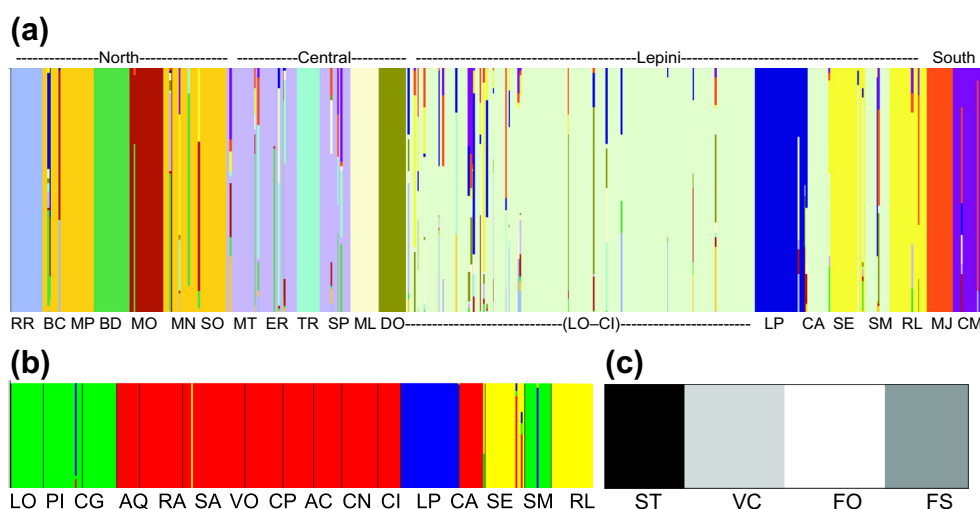 (a)
---------------North---------------- ------------Central----------- -------------------------------------------Lepini-------------------------------------------- South
RR BC MP BD MO MN SO MT ER TR SP ML DO--------------------------(LO–CI)---------------------- LP CA SE SM RL MJ CM
(b) (c)
LO PI CG AQ RA SA VO CP AC CN CI LP CA SE SM RL
ST VC FO FS